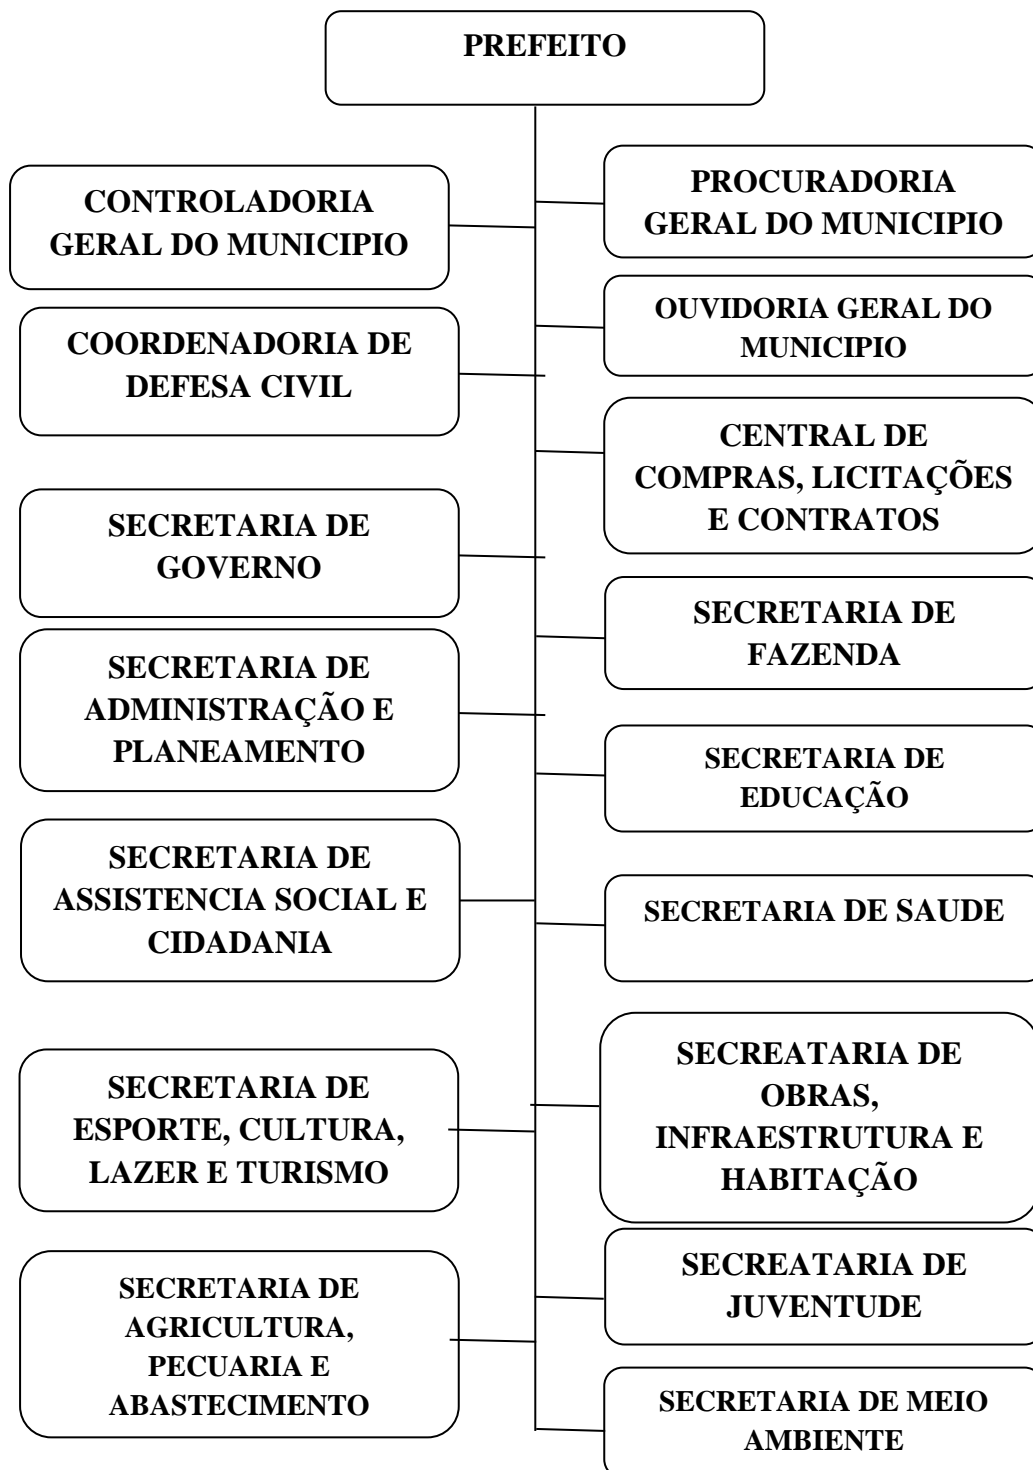 PREFEITO
CONTROLADORIA
GERAL DO MUNICIPIO
PROCURADORIA
GERAL DO MUNICIPIO
OUVIDORIA GERAL DO
MUNICIPIO
COORDENADORIA DE
DEFESA CIVIL
CENTRAL DE
COMPRAS, LICITAÇÕES
E CONTRATOS
SECRETARIA DE
GOVERNO
SECRETARIA DE
FAZENDA
SECRETARIA DE
ADMINISTRAÇÃO E
PLANEAMENTO
SECRETARIA DE
EDUCAÇÃO
SECRETARIA DE
ASSISTENCIA SOCIAL E
CIDADANIA
SECRETARIA DE SAUDE
SECREATARIA DE
OBRAS,
INFRAESTRUTURA E
HABITAÇÃO
SECRETARIA DE
ESPORTE, CULTURA,
LAZER E TURISMO
SECREATARIA DE
JUVENTUDE
SECRETARIA DE
AGRICULTURA,
PECUARIA E
ABASTECIMENTO
SECRETARIA DE MEIO
AMBIENTE